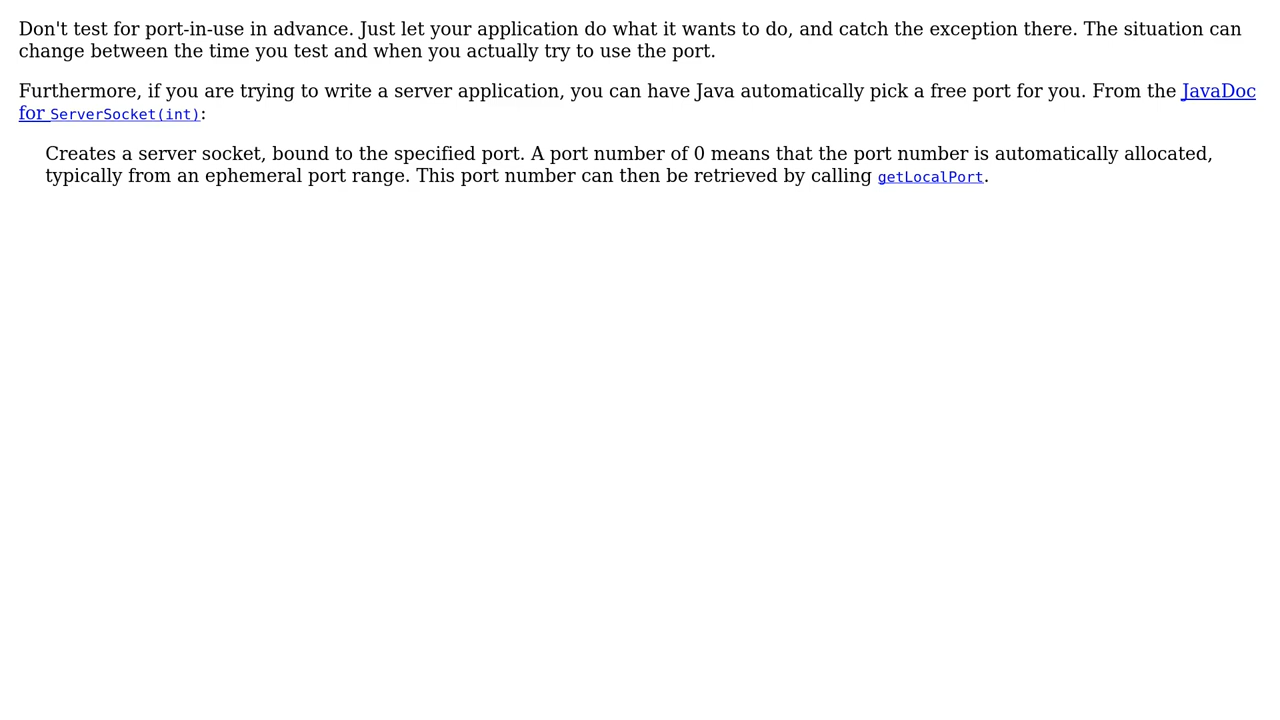 Don't test for port-in-use in advance. Just let your application do what it wants to do, and catch the exception there. The situation can
change between the time you test and when you actually try to use the port.
Furthermore, if you are trying to write a server application, you can have Java automatically pick a free port for you. From the JavaDoc
for ServerSocket(int):
Creates a server socket, bound to the specified port. A port number of 0 means that the port number is automatically allocated,
typically from an ephemeral port range. This port number can then be retrieved by calling getLocalPort.